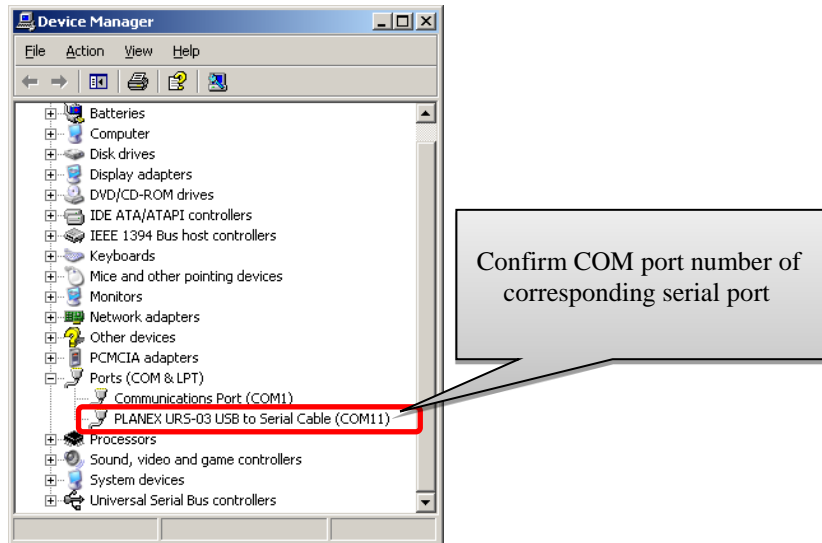 Device Manager
File Action View Help
Batteries
Computer
Disk drives
Display adapters
DVD/CD-ROM drives
IDE ATA/ATAPI controllers
IEEE 1394 Bus host controllers
Keyboards
Mice and other pointing devices
Monitors
Network adapters
Other devices
PCMCIA adapters
Ports (COM & LPT)
Communications Port (COM1)
PLANEX URS-03 USB to Serial Cable (COM11)
Processors
Sound, video and game controllers
System devices
Universal Serial Bus controllers
Confirm COM port number of
corresponding serial port